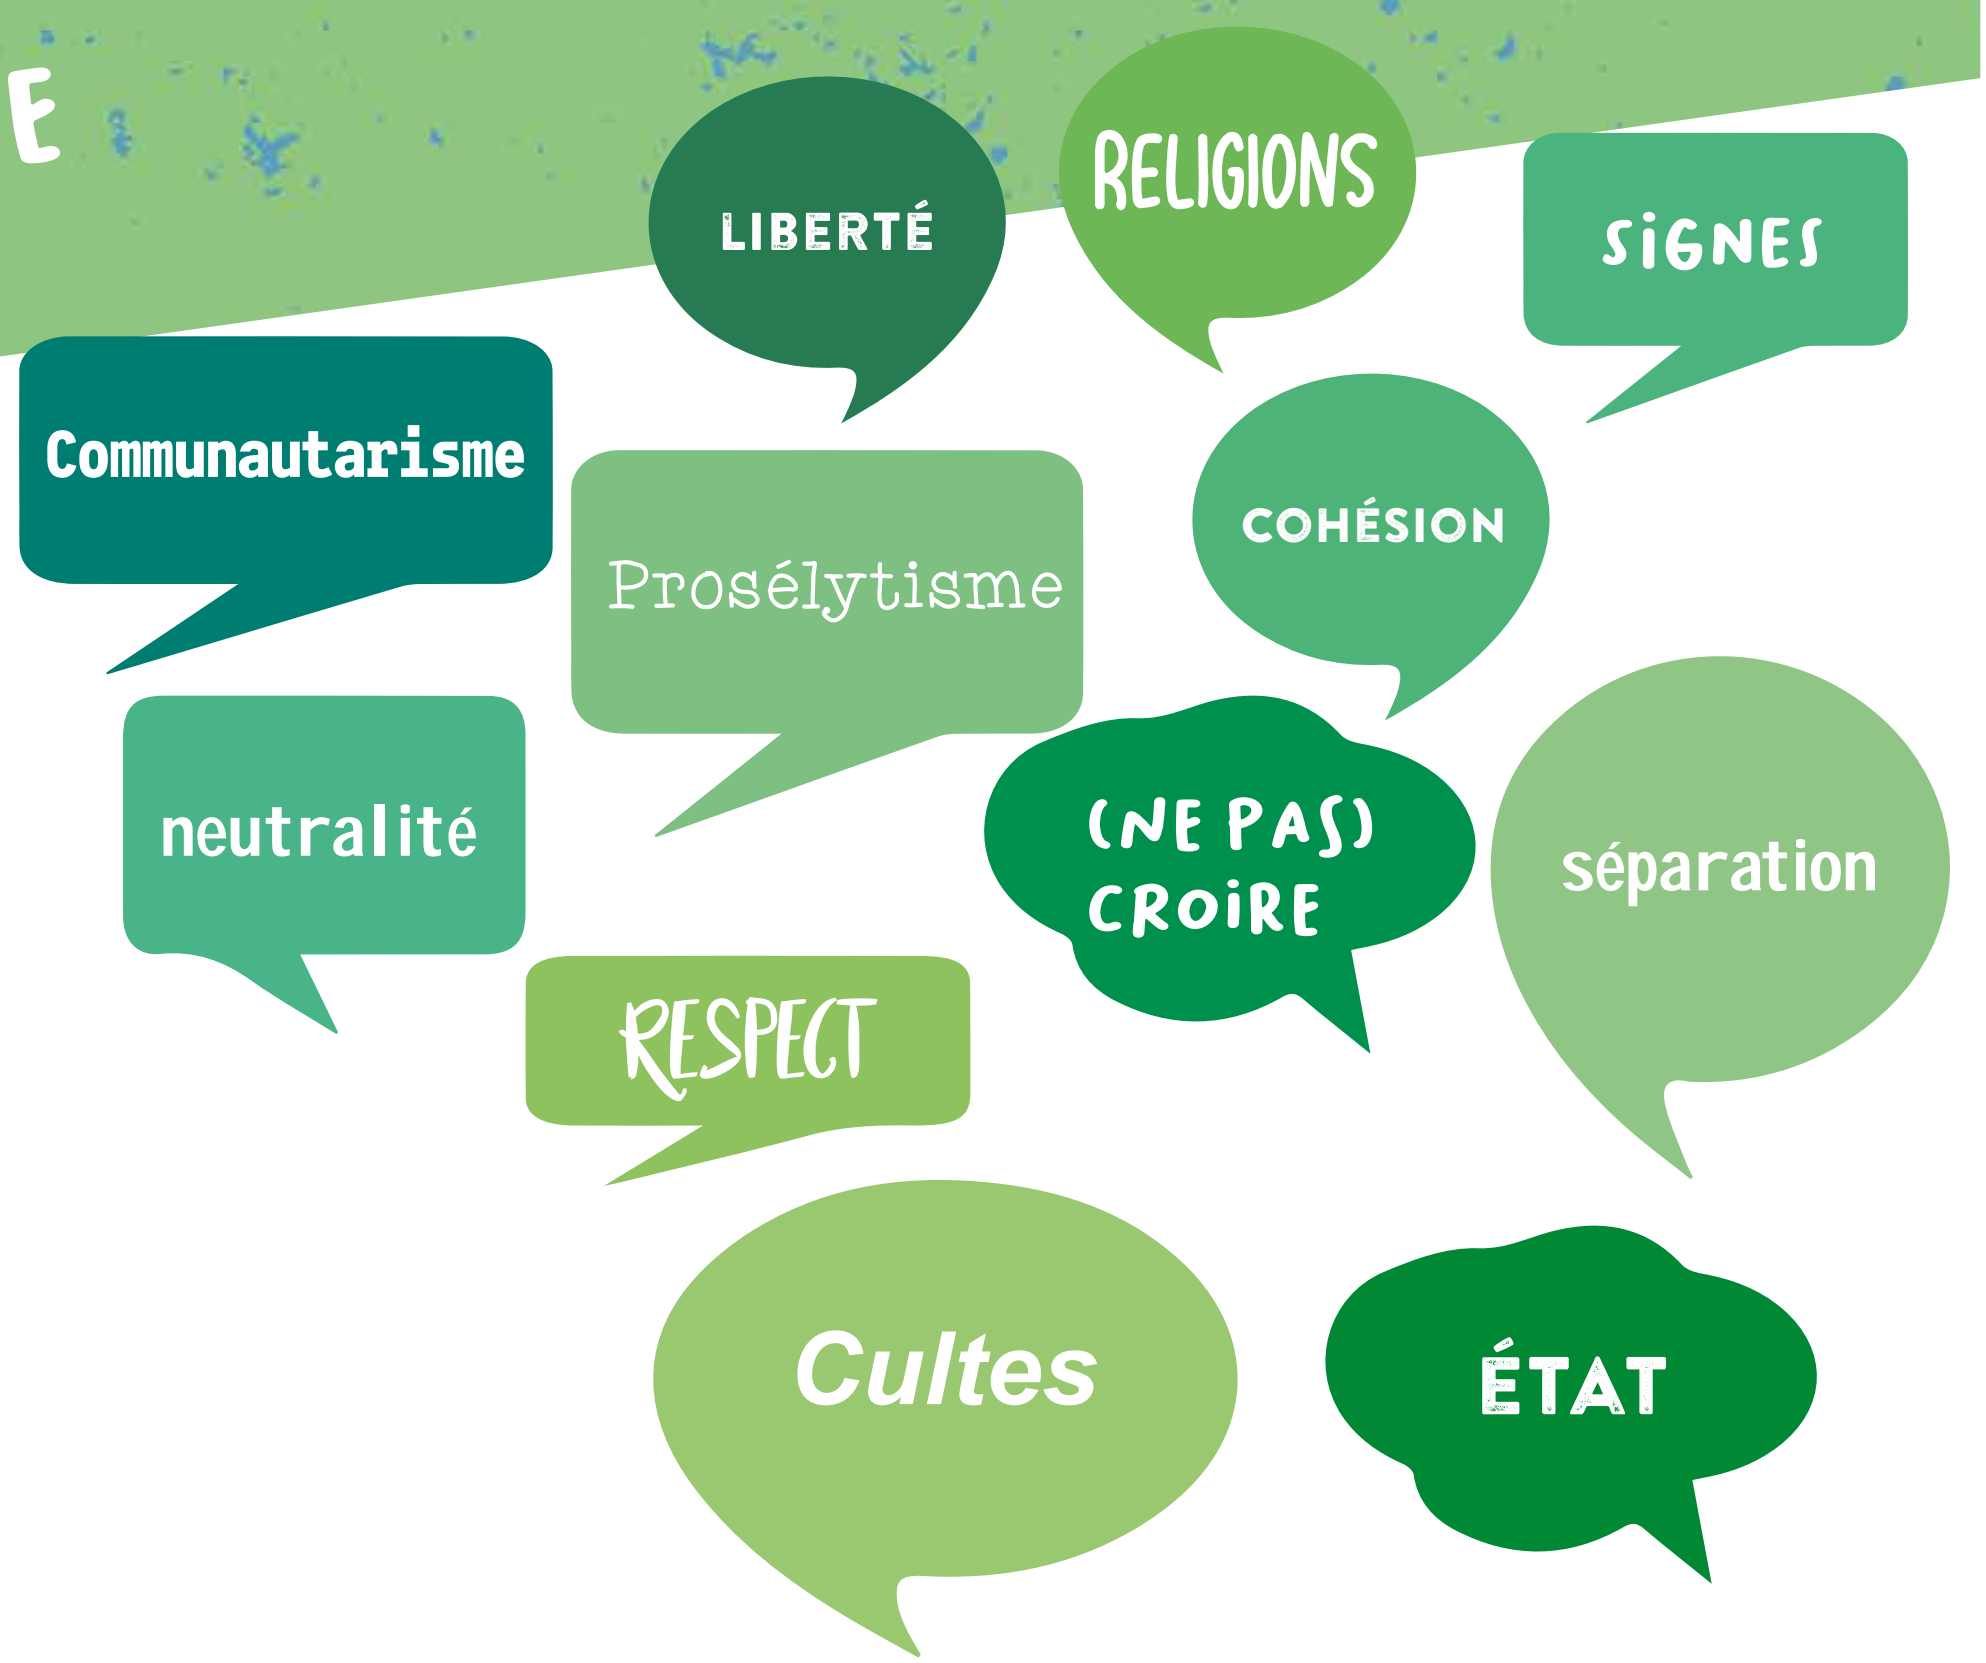 E
LIBERTÉ
RELIGIONS
SiGNES
Communautarisme
Prosélytisme
COHÉSION
neutralité
(NE PAS)
CROiRE
séparation
RESPECT
Cultes
ÉTAT